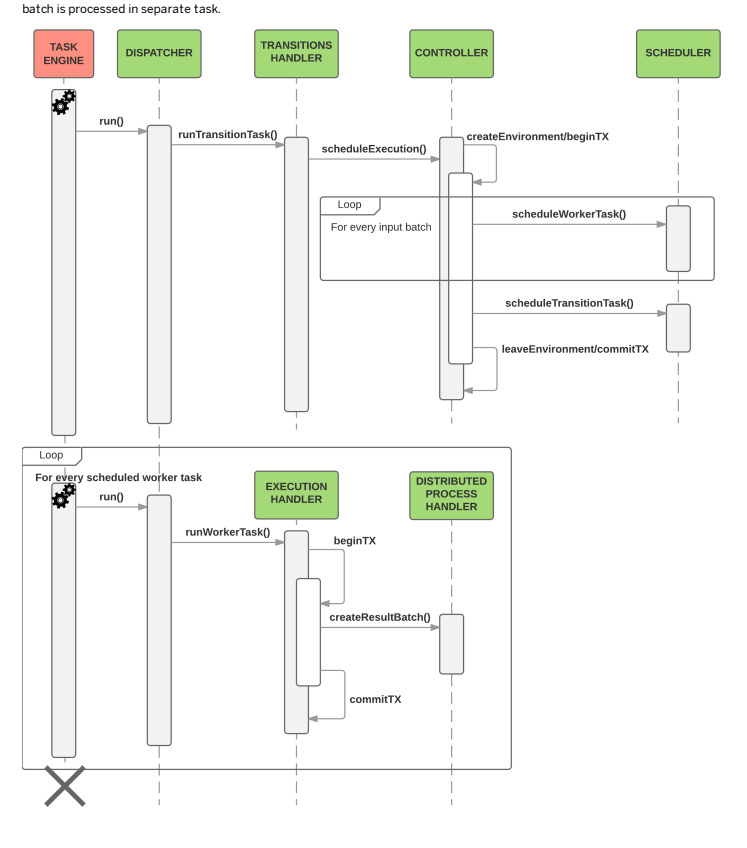 batch is processed in separate task.
TASK
ENGINE
DISPATCHER
TRANSITIONS
HANDLER
CONTROLLER
SCHEDULER
run()
runTransitionTask()
scheduleExecution()
createEnvironment/beginTX
Loop
For every input batch
scheduleWorkerTask()
scheduleTransitionTask()
leaveEnvironment/commitTX
Loop
For every scheduled worker task
EXECUTION
HANDLER
DISTRIBUTED
PROCESS
HANDLER
run()
runWorkerTask()
beginTX
createResultBatch()
commitTX